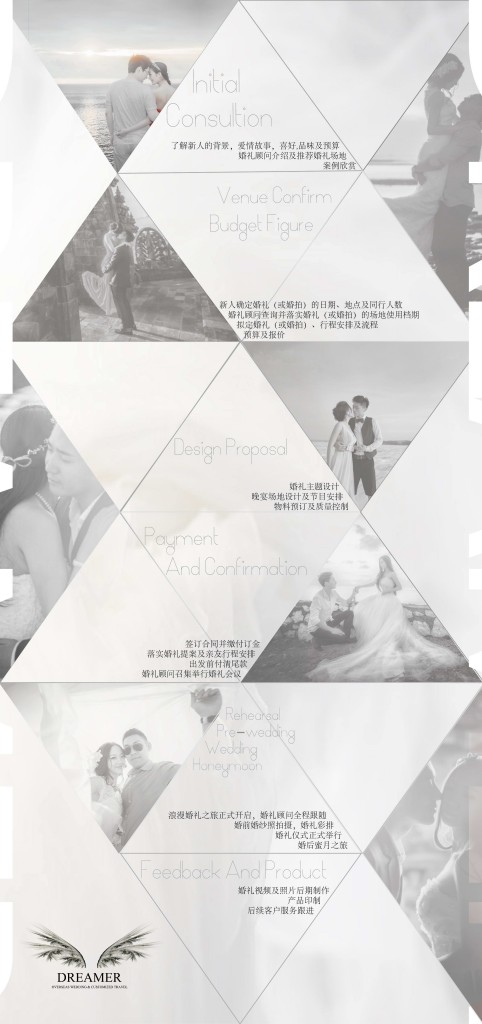 Initial
Consultion
了解新人的背景，爱情故事，喜好,品味及预算
婚礼顾问介绍及推荐婚礼场地
案例欣赏
Venue Confirm
Budget Figure
新人确定婚礼（或婚拍）的日期、地点及同行人数
婚礼顾问查询并落实婚礼（或婚拍）的场地使用档期
拟定婚礼（或婚拍）、行程安排及流程
预算及报价
Design Proposal
婚礼主题设计
晚宴场地设计及节目安排
物料预订及质量控制
Payment
And Confirmation
签订合同并缴付订金
落实婚礼提案及亲友行程安排
出发前付清尾款
婚礼顾问召集举行婚礼会议
Rehearsal
Pre-wedding
Wedding
Honeymoon
浪漫婚礼之旅正式开启，婚礼顾问全程跟随
婚前婚纱照拍摄，婚礼彩排
婚礼仪式正式举行
婚后蜜月之旅
Feedback And Product
婚礼视频及照片后期制作
产品印制
后续客户服务跟进
DREAMER
OVERSEAS WEDDING & CUSTOMIZED TRAVEL